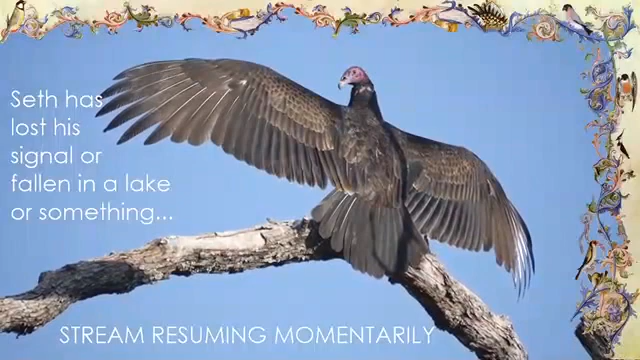 Seth has
lost his
signal or
fallen in a lake
or something...
STREAM RESUMING MOMENTARILY